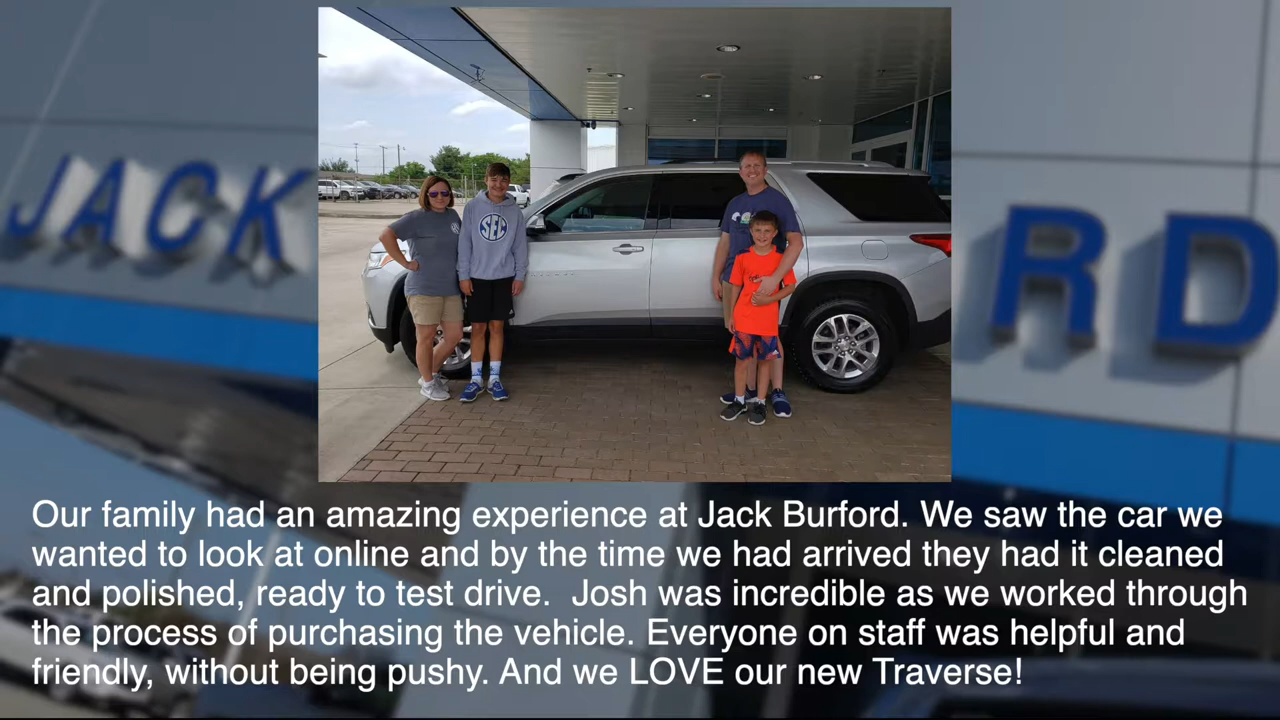 JACK
RD
SEC
Our family had an amazing experience at Jack Burford. We saw the car we
wanted to look at online and by the time we had arrived they had it cleaned
and polished, ready to test drive.  Josh was incredible as we worked through
the process of purchasing the vehicle. Everyone on staff was helpful and
friendly, without being pushy. And we LOVE our new Traverse!